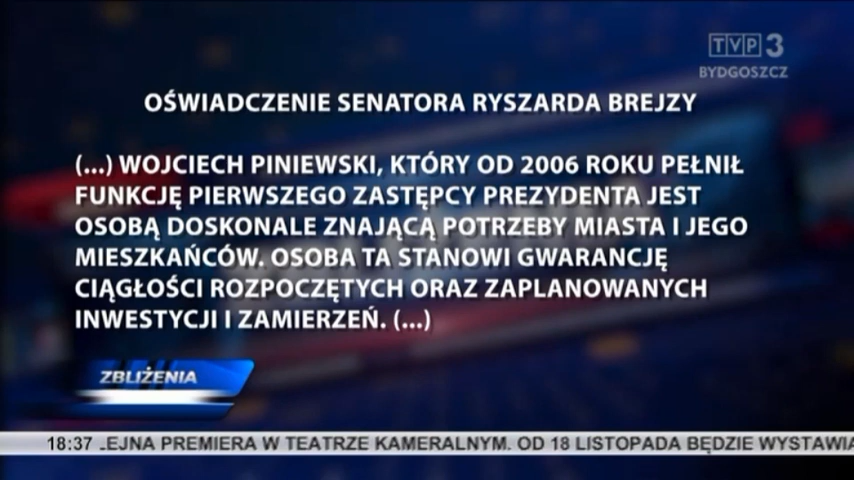 TVP3
BYDGOSZCZ
OŚWIADCZENIE SENATORA RYSZARDA BREJZY
(...) WOJCIECH PINIEWSKI, KTÓRY OD 2006 ROKU PEŁNIŁ
FUNKCJĘ PIERWSZEGO ZASTĘPCY PREZYDENTA JEST
OSOBĄ DOSKONALE ZNAJĄCĄ POTRZEBY MIASTA I JEGO
MIESZKAŃCÓW. OSOBA TA STANOWI GWARANCJĘ
CIĄGŁOŚCI ROZPOCZĘTYCH ORAZ ZAPLANOWANYCH
INWESTYCJI I ZAMIERZEŃ. (...)
ZBLIŻENIA
18:37 LEJNA PREMIERA W TEATRZE KAMERALNYM. OD 18 LISTOPADA BĘDZIE WYSTAWIA